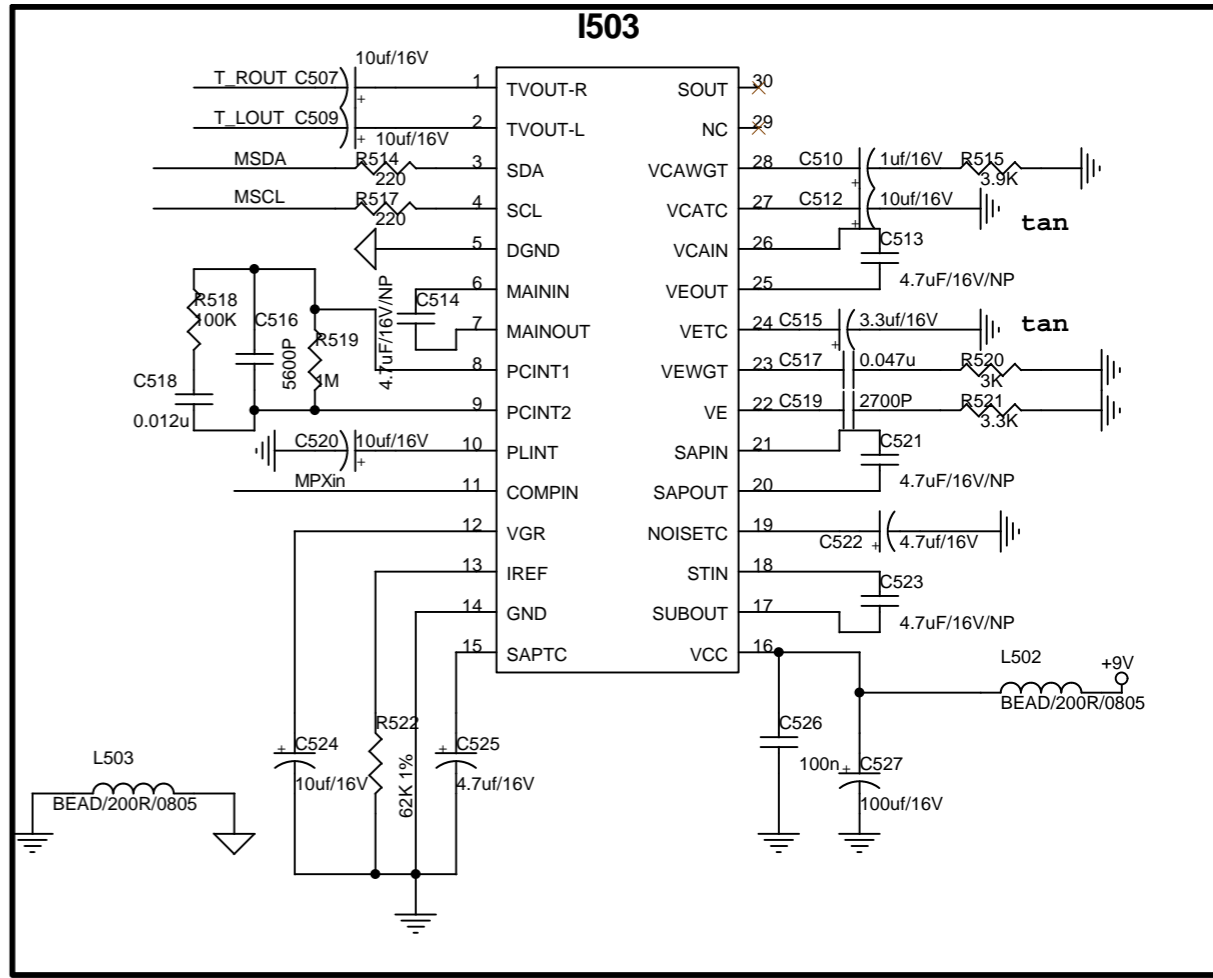 I503
10uf/16V
T_ROUT C507
+
1
TVOUT-R
SOUT
30
T_LOUT C509
+
10uf/16V
2
TVOUT-L
NC
29
MSDA
R514
220
3
SDA
VCAWGT
28
C510
+
1uf/16V
R515
3.9K
MSCL
R517
220
4
SCL
VCATC
27
C512
+
10uf/16V
tan
5
DGND
VCAIN
26
C513
4.7uF/16V/NP
6
MAININ
VEOUT
25
R518
100K
C516
5600P
R519
1M
4.7uF/16V/NP
C514
7
MAINOUT
VETC
24
C515
+
3.3uf/16V
tan
8
PCINT1
VEWGT
23
C517
0.047u
R520
3K
C518
0.012u
9
PCINT2
VE
22
C519
2700P
R521
3.3K
C520
10uf/16V
+
10
PLINT
SAPIN
21
C521
4.7uF/16V/NP
MPXin
11
COMPIN
SAPOUT
20
12
VGR
NOISETC
19
C522
+
4.7uf/16V
13
IREF
STIN
18
C523
4.7uF/16V/NP
14
GND
SUBOUT
17
15
SAPTC
VCC
16
L502
+9V
BEAD/200R/0805
R522
62K 1%
+
C524
10uf/16V
+
C525
4.7uf/16V
C526
100n
+
C527
100uf/16V
L503
BEAD/200R/0805